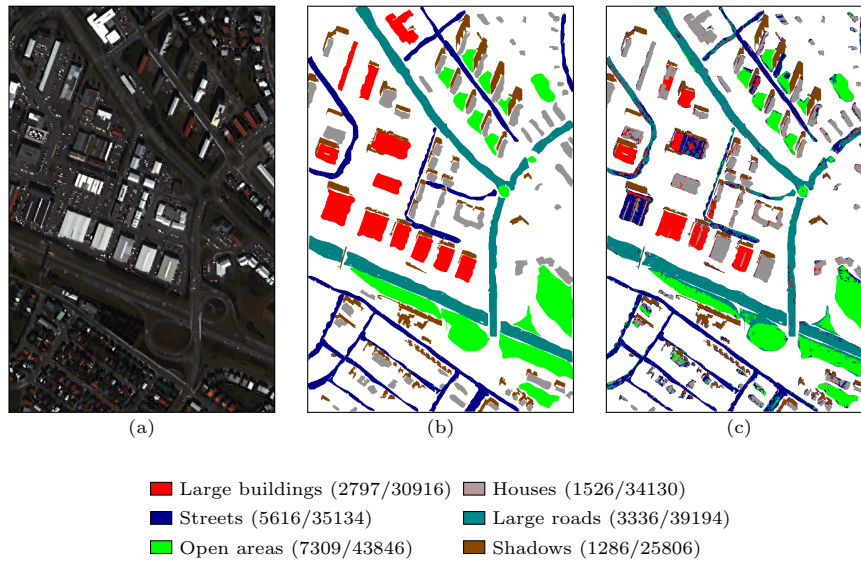 (a) (b) (c)
Large buildings (2797/30916) Houses (1526/34130)
Streets (5616/35134) Large roads (3336/39194)
Open areas (7309/43846) Shadows (1286/25806)